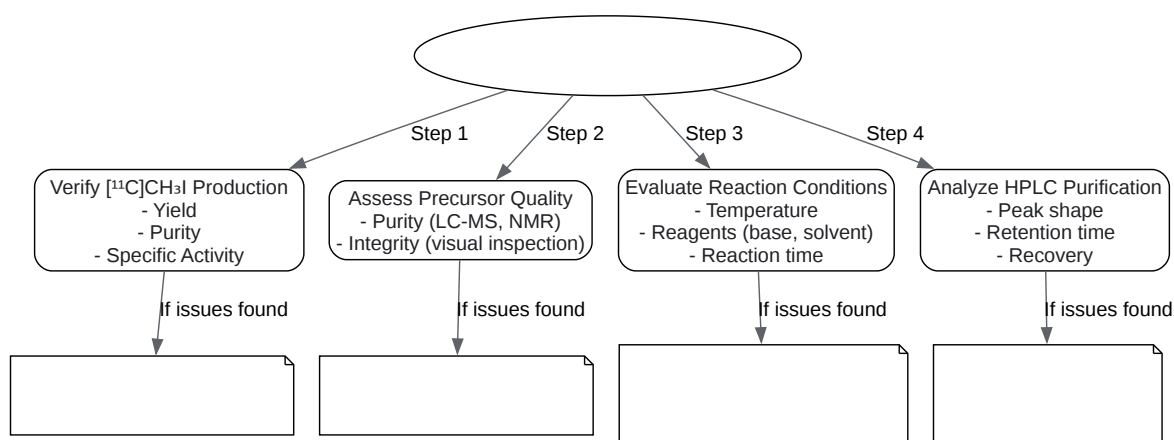 Step 1
Step 2
Step 3
Step 4
Verify [¹¹C]CH₃I Production
- Yield
- Purity
- Specific Activity
Assess Precursor Quality
- Purity (LC-MS, NMR)
- Integrity (visual inspection)
Evaluate Reaction Conditions
- Temperature
- Reagents (base, solvent)
- Reaction time
Analyze HPLC Purification
- Peak shape
- Retention time
- Recovery
If issues found
If issues found
If issues found
If issues found